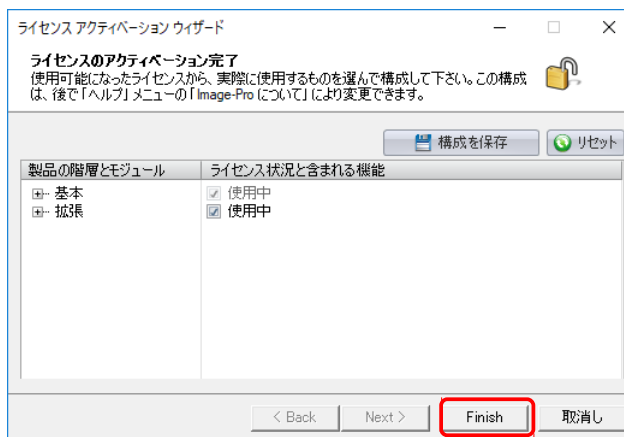 ライセンス アクティベーション ウィザード
ライセンスのアクティベーション完了
使用可能になったライセンスから、実際に使用するものを選んで構成して下さい。この構成
は、後で「ヘルプ」メニューの「Image-Pro について」により変更できます。
構成を保存 リセット
製品の階層とモジュール ライセンス状況と含まれる機能
基本 使用中
拡張 使用中
< Back Next > Finish 取消し